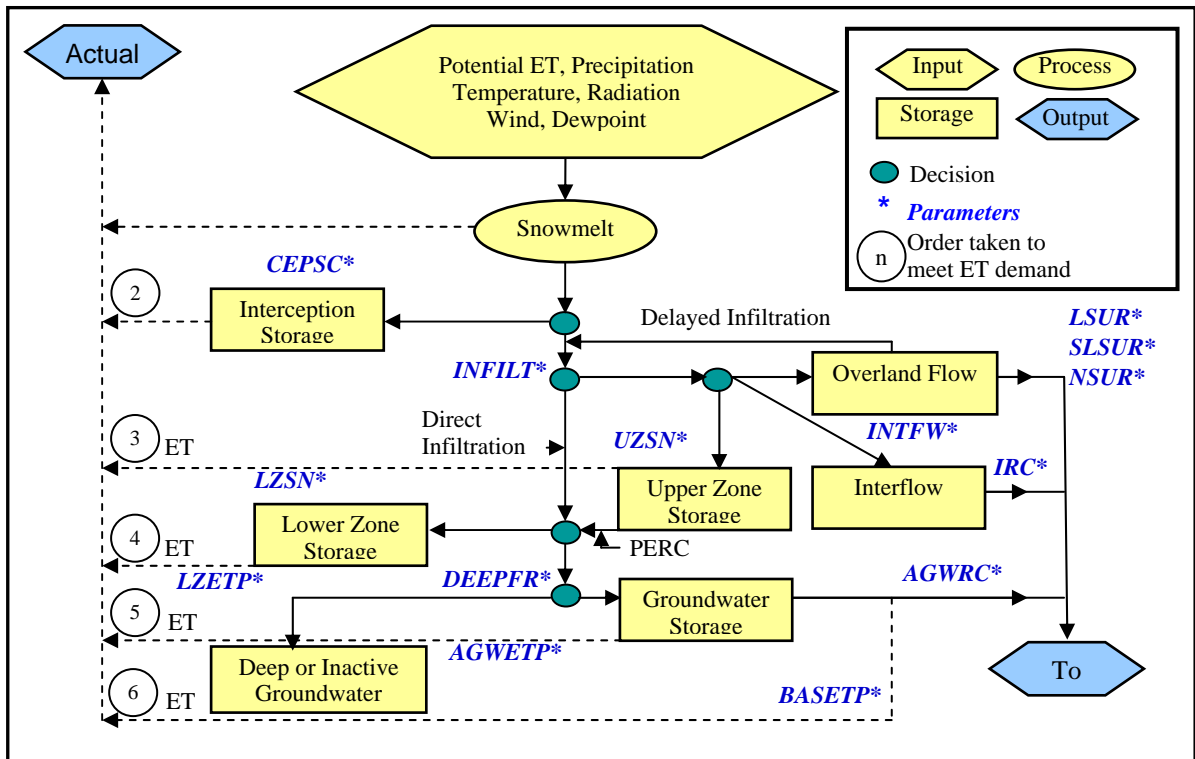 Actual
Potential ET, Precipitation
Temperature, Radiation
Wind, Dewpoint
Input
Process
Storage
Output
Decision
* Parameters
n
Order taken to
meet ET demand
Snowmelt
CEPSC*
2
Interception
Storage
Delayed Infiltration
LSUR*
SLSUR*
NSUR*
INFILT*
Overland Flow
Direct
Infiltration
3
ET
UZSN*
INTFW*
LZSN*
IRC*
Upper Zone
Storage
Interflow
Lower Zone
Storage
4
ET
PERC
LZETP*
DEEPFR*
AGWRC*
Groundwater
Storage
5
ET
AGWETP*
Deep or Inactive
Groundwater
To
6
ET
BASETP*